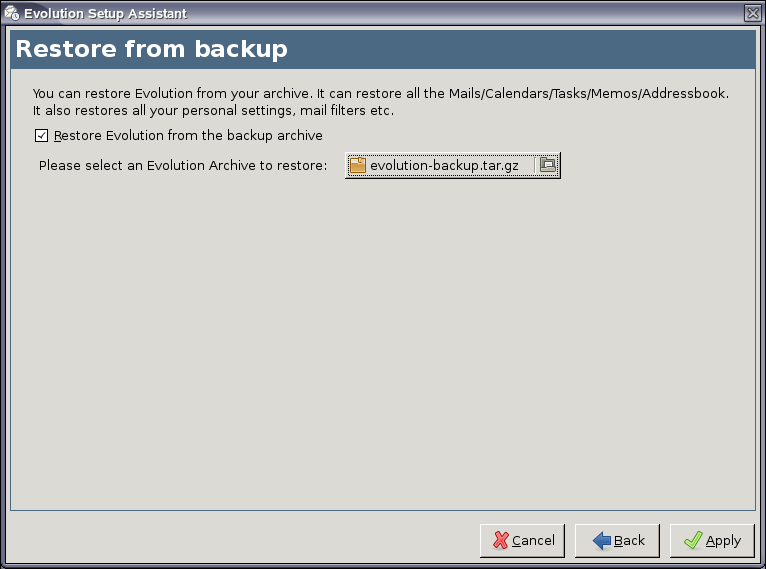 Evolution Setup Assistant
Restore from backup
You can restore Evolution from your archive. It can restore all the Mails/Calendars/Tasks/Memos/Addressbook.
It also restores all your personal settings, mail filters etc.
Restore Evolution from the backup archive
Please select an Evolution Archive to restore: evolution-backup.tar.gz
Cancel Back Apply